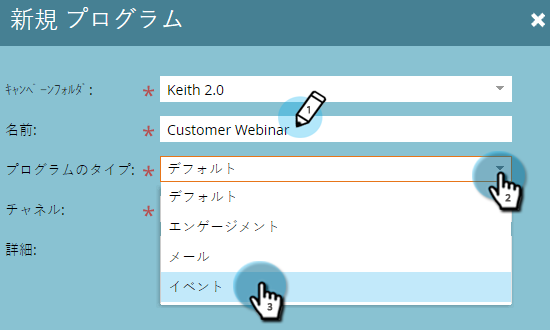 新規 プログラム
ｷｬﾝﾍﾟｰﾝﾌｫﾙﾀﾞ: * Keith 2.0
名前: * Customer Webinar 1
プログラムのタイプ: * デフォルト 2
デフォルト
チャネル: *
エンゲージメント
詳細:
メール
イベント 3